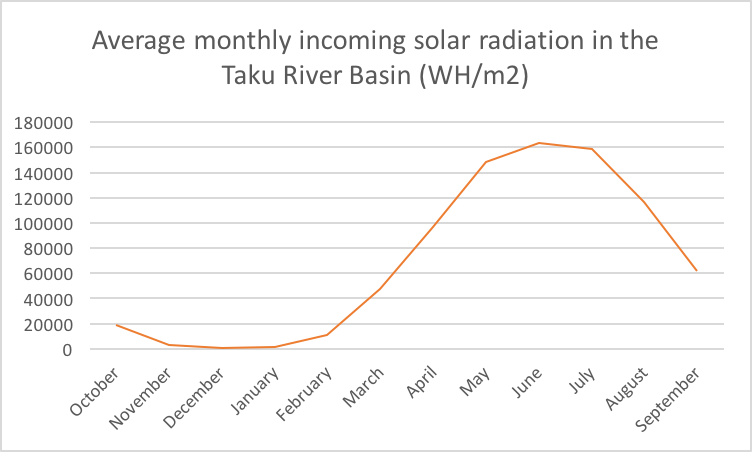 Average monthly incoming solar radiation in the
Taku River Basin (WH/m2)
180000
160000
140000
120000
100000
80000
60000
40000
20000
0
October
November
December
January
February
March
April
May
June
July
August
September